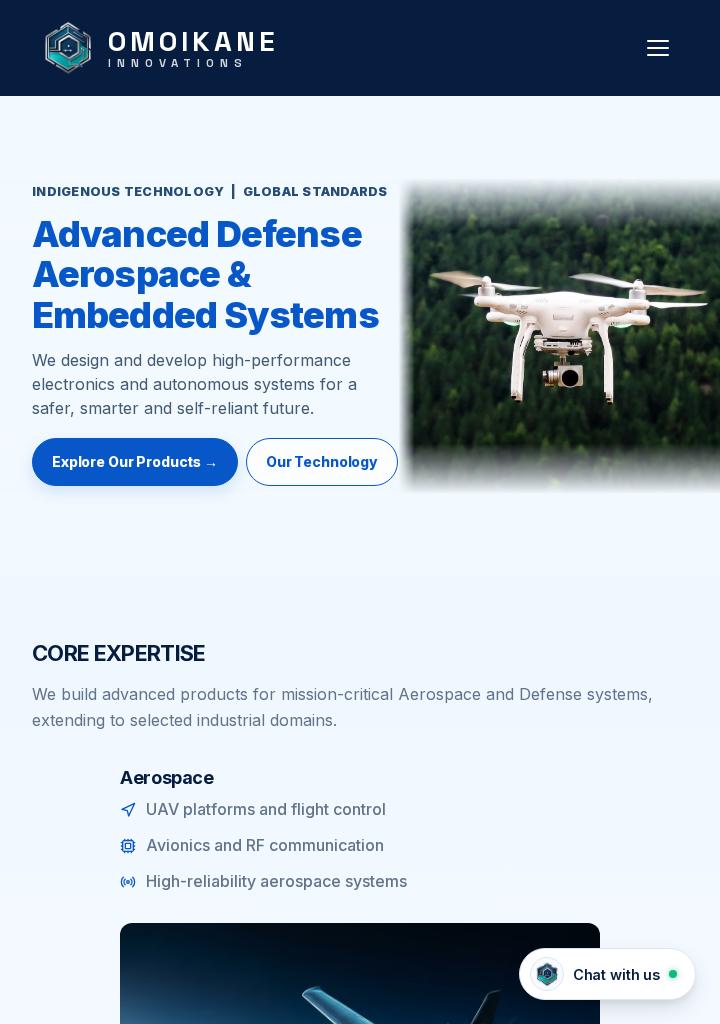 OMOIKANE
INNOVATIONS
INDIGENOUS TECHNOLOGY | GLOBAL STANDARDS
Advanced Defense
Aerospace &
Embedded Systems
We design and develop high-performance
electronics and autonomous systems for a
safer, smarter and self-reliant future.
Explore Our Products →
Our Technology
CORE EXPERTISE
We build advanced products for mission-critical Aerospace and Defense systems,
extending to selected industrial domains.
Aerospace
UAV platforms and flight control
Avionics and RF communication
High-reliability aerospace systems
Chat with us